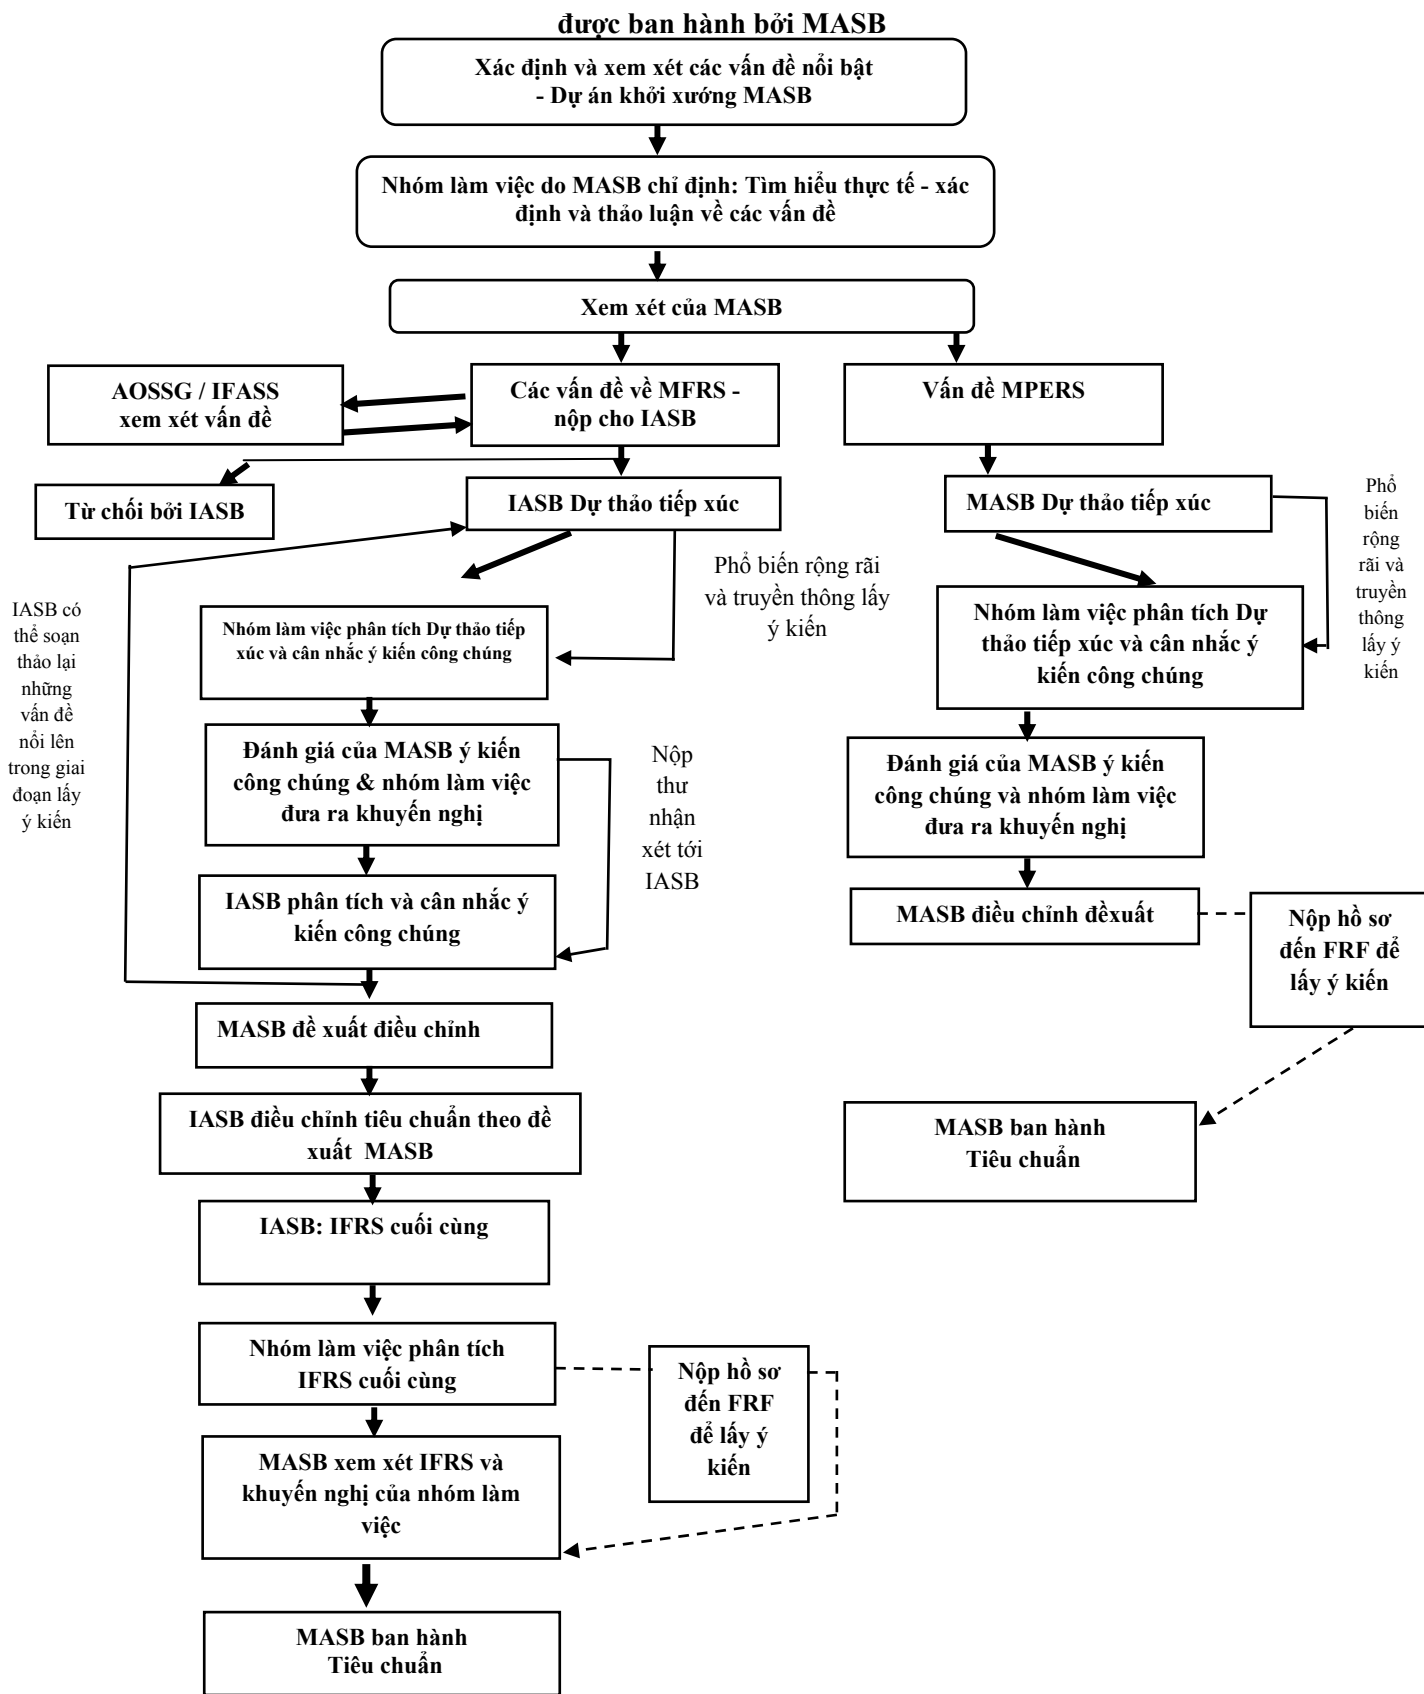 được ban hành bởi MASB
Xác định và xem xét các vấn đề nổi bật
- Dự án khởi xướng MASB
Nhóm làm việc do MASB chỉ định: Tìm hiểu thực tế - xác
định và thảo luận về các vấn đề
Xem xét của MASB
AOSSG / IFASS
xem xét vấn đề
Các vấn đề về MFRS -
nộp cho IASB
Vấn đề MPERS
Từ chối bởi IASB
IASB Dự thảo tiếp xúc
MASB Dự thảo tiếp xúc
Phổ
biến
rộng
rãi và
truyền
thông
lấy ý
kiến
Phổ biến rộng rãi
và truyền thông lấy
ý kiến
IASB có
thể soạn
thảo lại
những
vấn đề
nổi lên
trong giai
đoạn lấy
ý kiến
Nhóm làm việc phân tích Dự thảo tiếp
xúc và cân nhắc ý kiến công chúng
Nhóm làm việc phân tích Dự
thảo tiếp xúc và cân nhắc ý
kiến công chúng
Đánh giá của MASB ý kiến
công chúng & nhóm làm việc
đưa ra khuyến nghị
Nộp
thư
nhận
xét tới
IASB
Đánh giá của MASB ý kiến
công chúng và nhóm làm việc
đưa ra khuyến nghị
IASB phân tích và cân nhắc ý
kiến công chúng
MASB điều chỉnh đềxuất
Nộp hồ sơ
đến FRF để
lấy ý kiến
MASB đề xuất điều chỉnh
IASB điều chỉnh tiêu chuẩn theo đề
xuất  MASB
MASB ban hành
Tiêu chuẩn
IASB: IFRS cuối cùng
Nhóm làm việc phân tích
IFRS cuối cùng
Nộp hồ sơ
đến FRF
để lấy ý
kiến
MASB xem xét IFRS và
khuyến nghị của nhóm làm
việc
MASB ban hành
Tiêu chuẩn